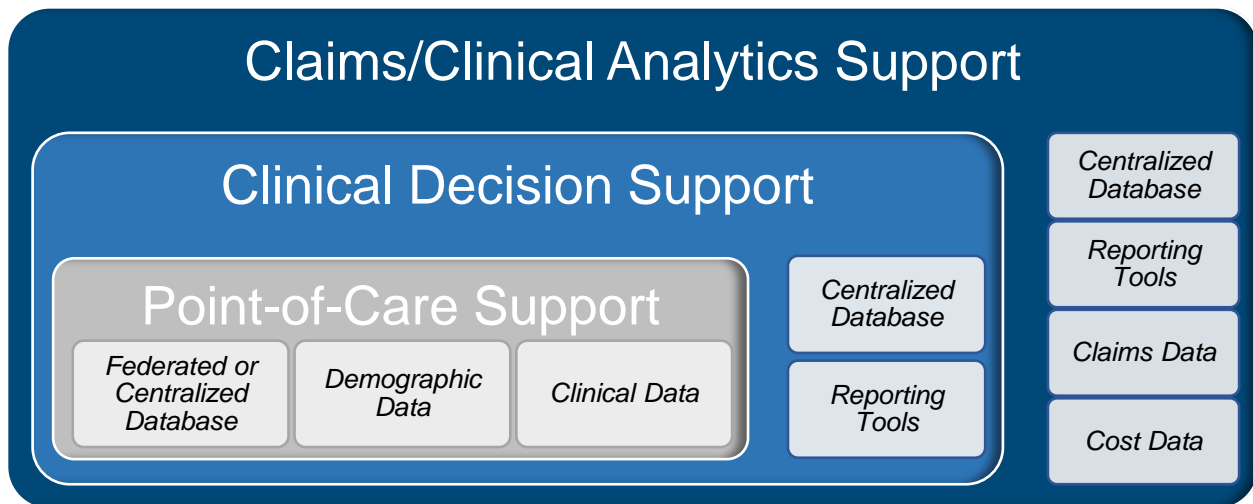 Claims/Clinical Analytics Support
Clinical Decision Support
Point-of-Care Support
Federated or
Centralized
Database
Demographic
Data
Clinical Data
Centralized
Database
Reporting
Tools
Centralized
Database
Reporting
Tools
Claims Data
Cost Data